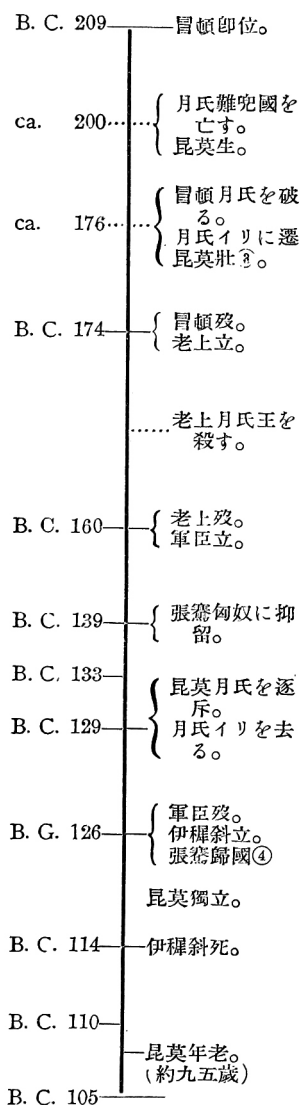 B. C. 209 冒頓卽位。
ca. 200 月氏難兜國を
亡す。
昆莫生。
ca. 176 冒頓月氏を破
る。
月氏イリに遷
昆莫壯③。
B. C. 174 冒頓歿。
老上立。
老上月氏王を
殺す。
B. C. 160 老上歿。
軍臣立。
B. C. 139 張騫匈奴に抑
留。
B. C. 133
昆莫月氏を逐
斥。
B. C. 129 月氏イリを去
る。
B. G. 126 軍臣歿。
伊穉斜立。
張騫歸國④
昆莫獨立。
B. C. 114 伊穉斜死。
B. C. 110
昆莫年老。
(約九五歲)
B. C. 105